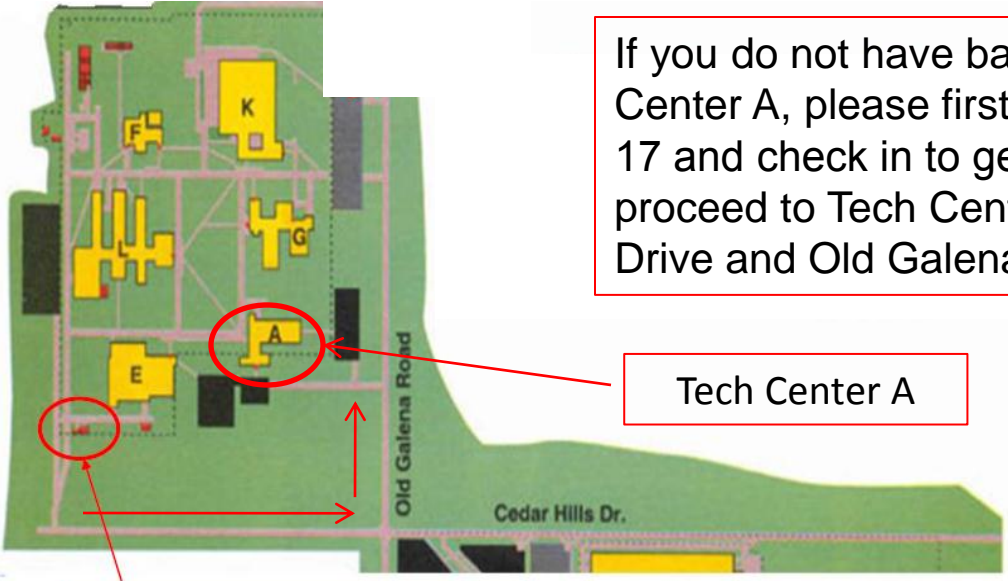 If you do not have ba
Center A, please first
17 and check in to ge
proceed to Tech Cent
Drive and Old Galena
K
F
G
L
A
E
Tech Center A
Old Galena Road
Cedar Hills Dr.